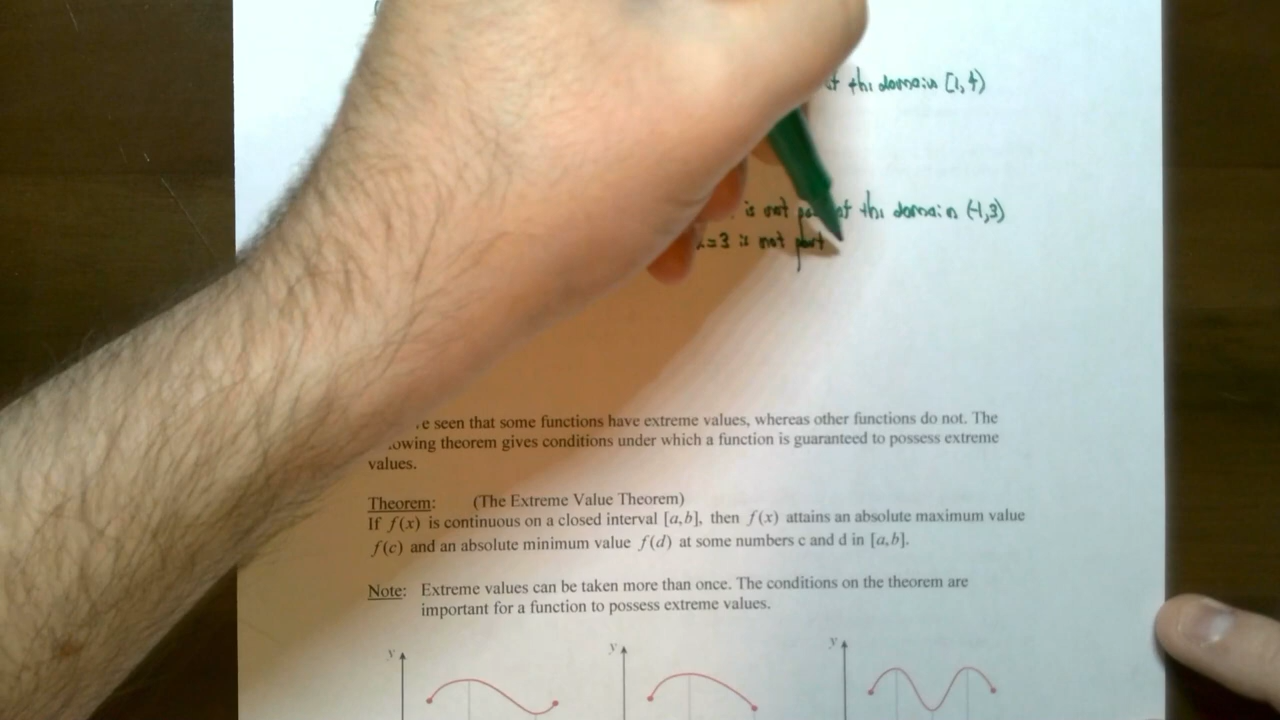 the domain [1,4)
is not part of the domain (-1,3)
x=3 is not part
seen that some functions have extreme values, whereas other functions do not. The
theorem gives conditions under which a function is guaranteed to possess extreme
values.
Theorem: (The Extreme Value Theorem)
If f(x) is continuous on a closed interval [a,b], then f(x) attains an absolute maximum value
f(c) and an absolute minimum value f(d) at some numbers c and d in [a,b].
Note: Extreme values can be taken more than once. The conditions on the theorem are
important for a function to possess extreme values.
y y y